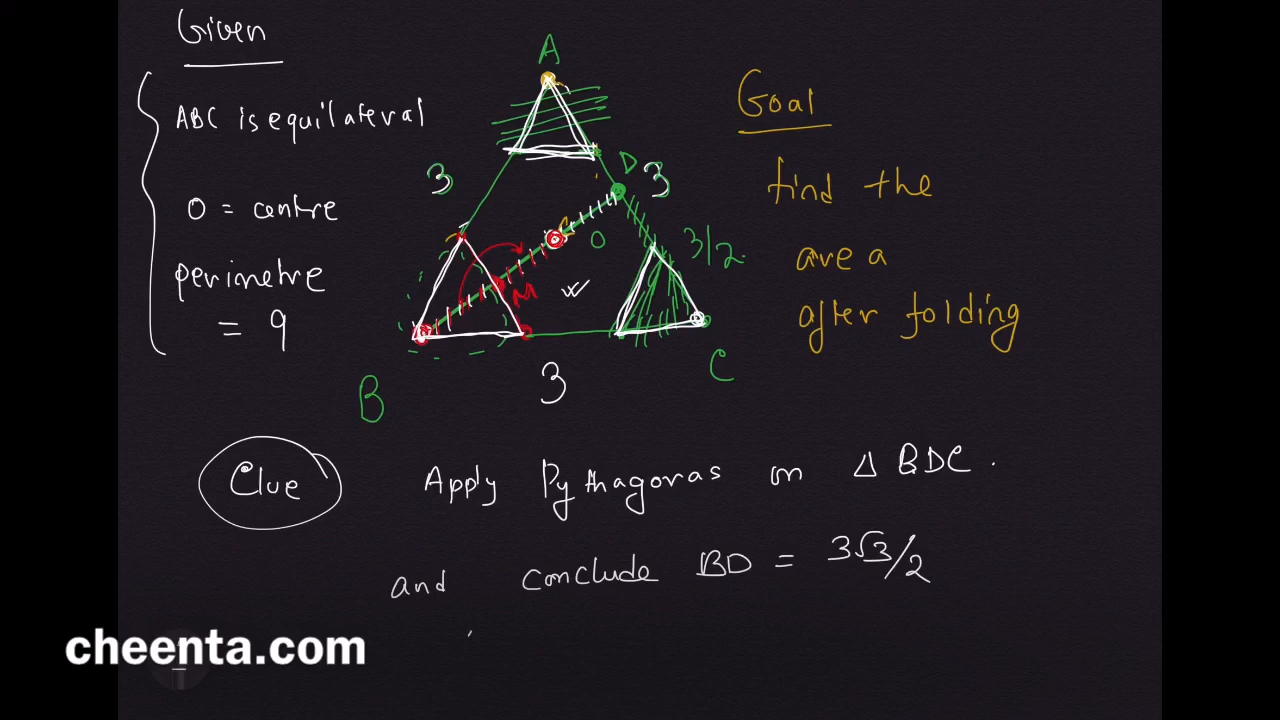 Given
ABC is equilateral
O = centre
perimetre
= 9
A
3
D
3
O
3/2
M
B
3
C
Goal
find the
area
after folding
Clue
Apply Pythagoras on Δ BDC.
and conclude BD = 3√3/2
cheenta.com